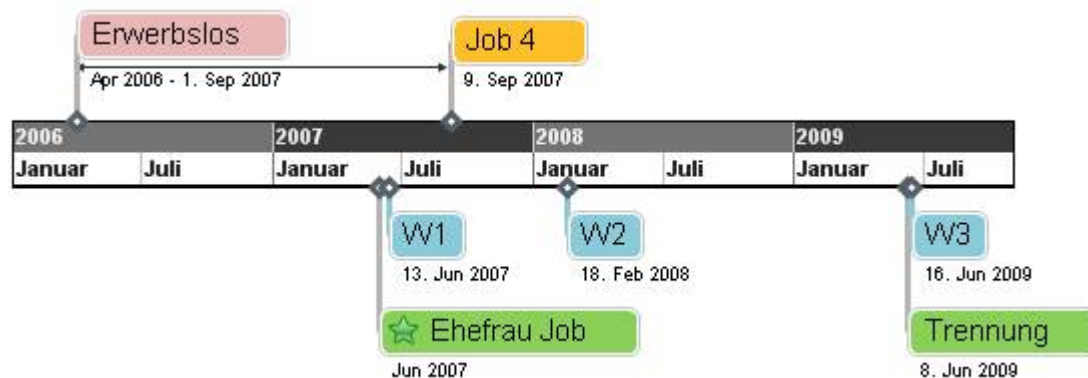 Erwerbslos
Job 4
Apr 2006 - 1. Sep 2007
9. Sep 2007
2006 2007 2008 2009
Januar Juli Januar Juli Januar Juli Januar Juli
W1 W2 W3
13. Jun 2007 18. Feb 2008 16. Jun 2009
Ehefrau Job Trennung
Jun 2007 8. Jun 2009